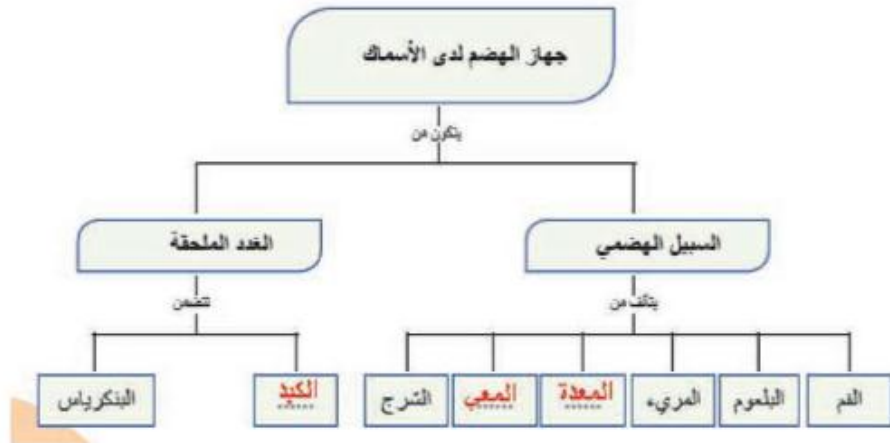 جهاز الهضم لدى الأسماك
يتكون من
السبيل الهضمي
الغدد الملحقة
يتألف من
تتضمن
الفم
البلعوم
المريء
المعدة
المعي
الشرج
الكبد
البنكرياس